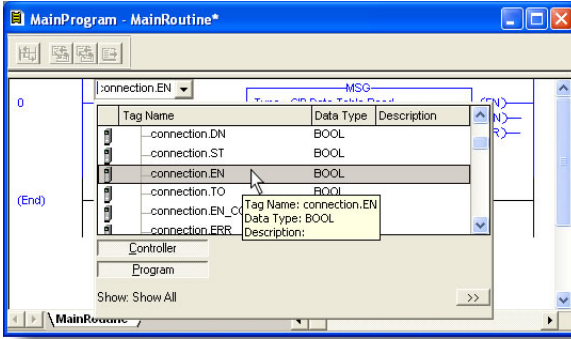 MainProgram - MainRoutine*
:onnection.EN
MSG
0
Type - CIP Data Table Read
(EN)
Tag Name Data Type Description
connection.DN BOOL
connection.ST BOOL
connection.EN BOOL
connection.TO BOOL
connection.EN_CC
connection.ERR
Tag Name: connection.EN
Data Type: BOOL
Description:
(End)
Controller
Program
Show: Show All >>
MainRoutine